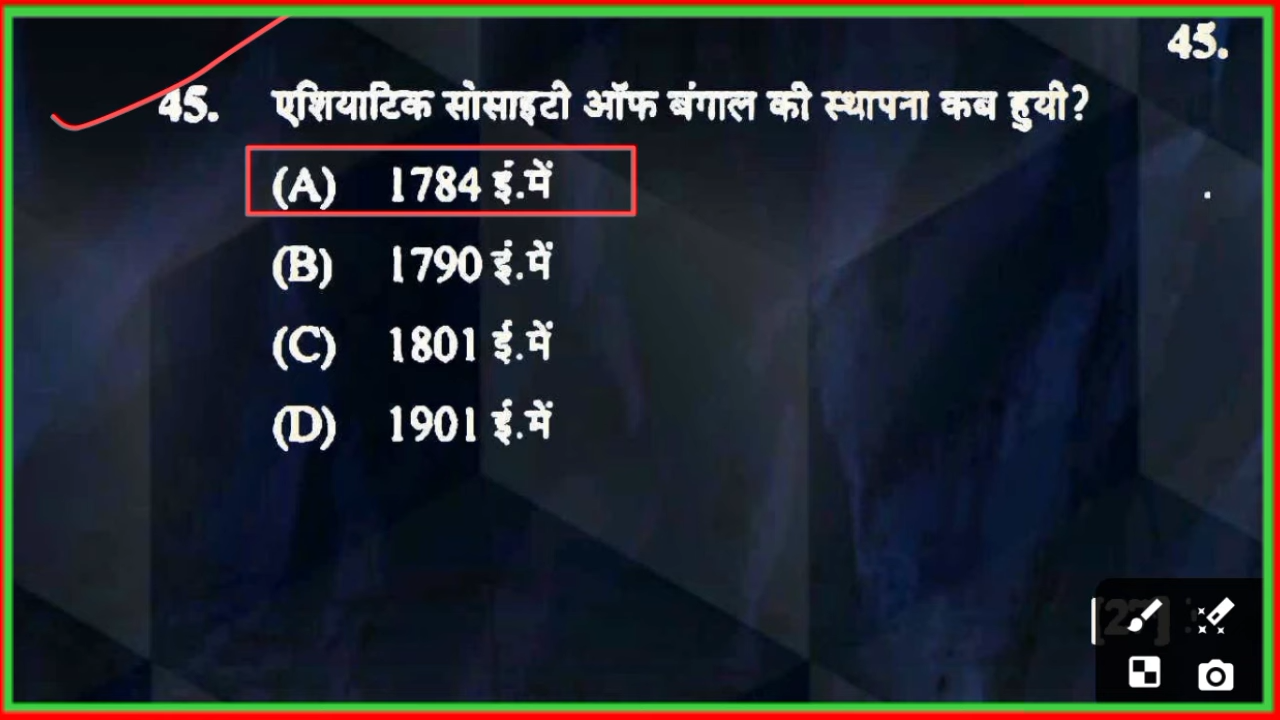 45.
45. एशियाटिक सोसाइटी ऑफ बंगाल की स्थापना कब हुयी?
(A) 1784 ई.में
(B) 1790 ई.में
(C) 1801 ई.में
(D) 1901 ई.में